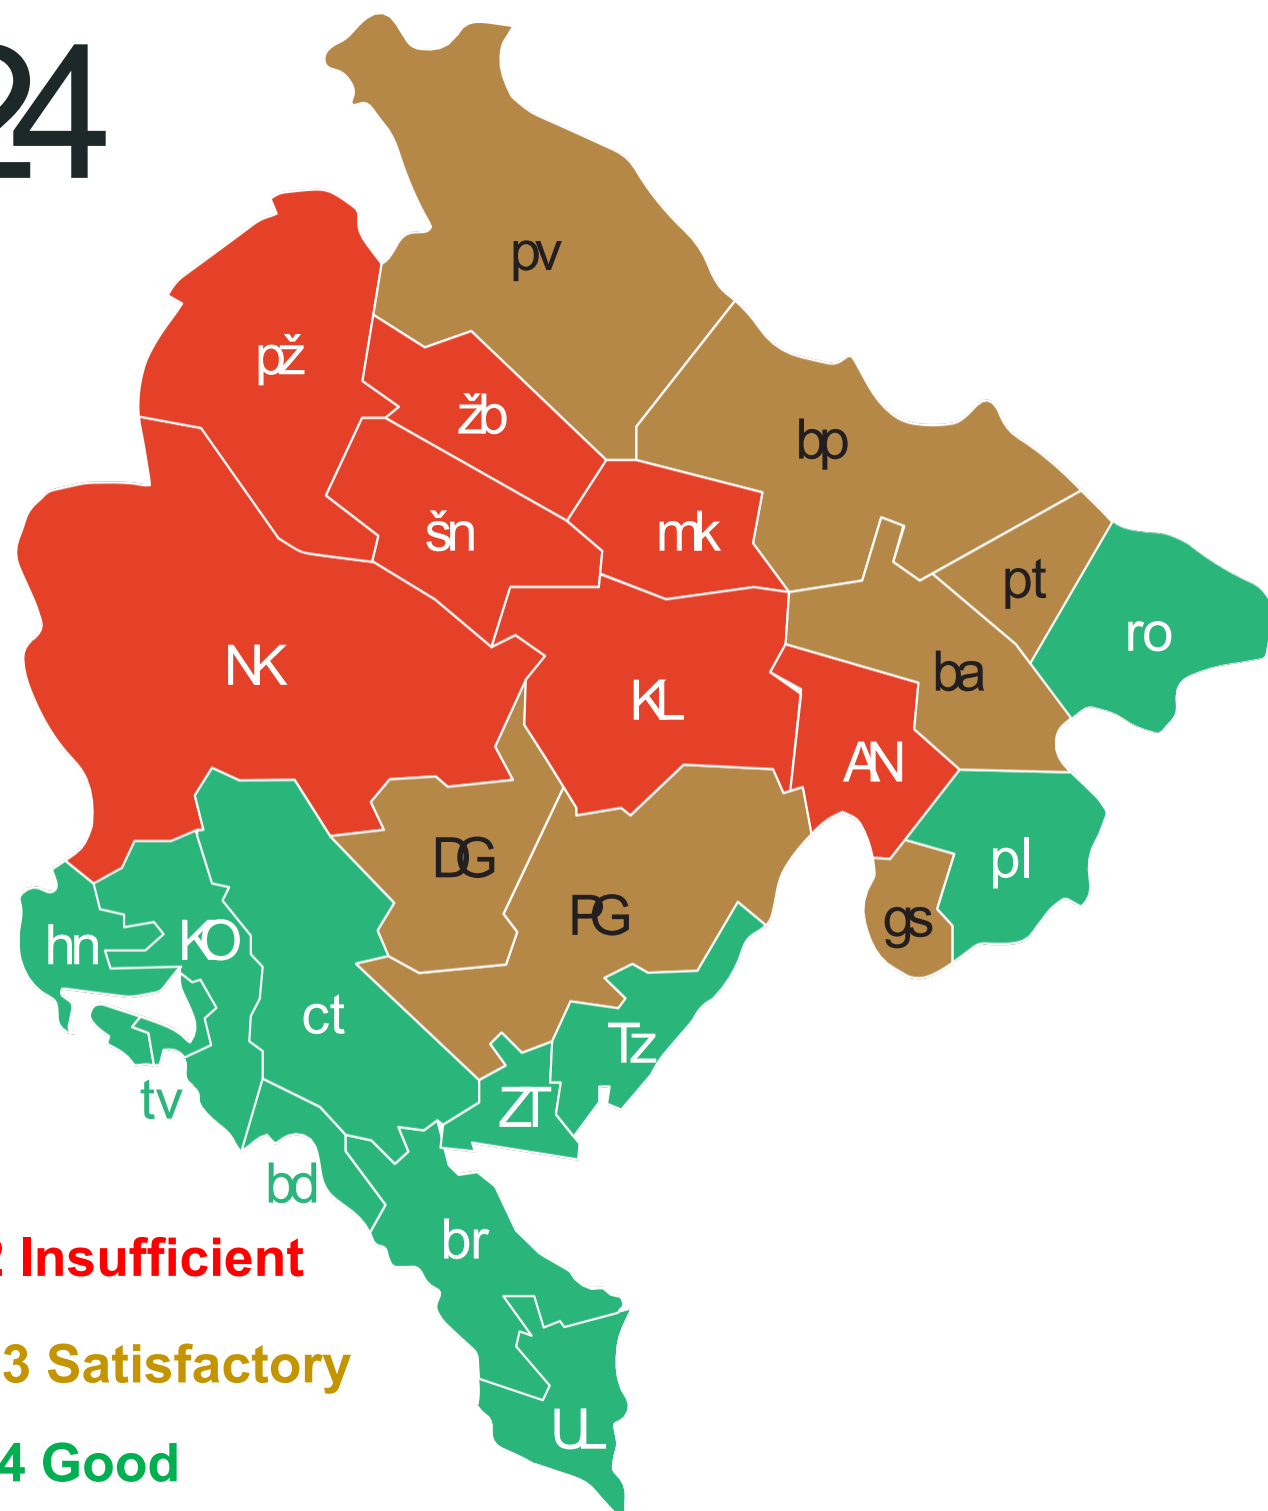 24
pv
pž
žb
bp
šn
mk
pt
ro
NK
KL
ba
AN
DG
pl
PG
gs
hn
KO
ct
Tz
tv
ZT
bd
br
2 Insufficient
3 Satisfactory
UL
4 Good